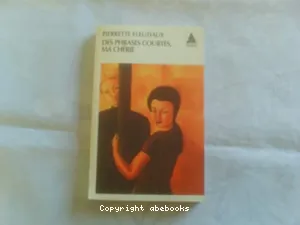 PIERRETTE FLEUTIAUX
DES PHRASES COURTES,
MA CHÉRIE
Copyright abebooks